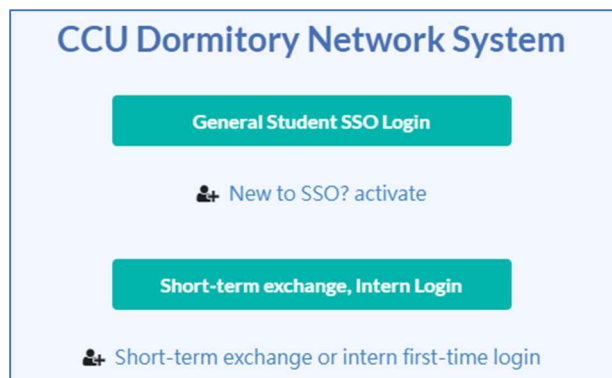 CCU Dormitory Network System
General Student SSO Login
New to SSO? activate
Short-term exchange, Intern Login
Short-term exchange or intern first-time login